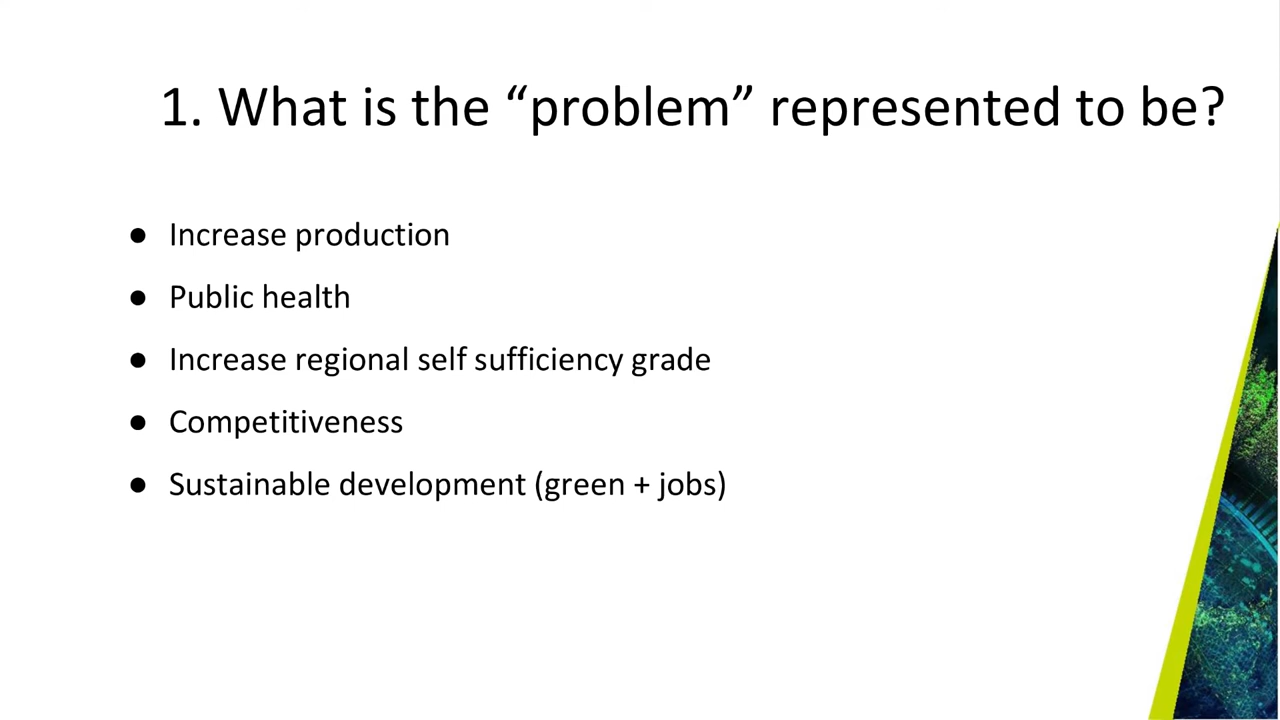 1. What is the “problem” represented to be?
● Increase production
● Public health
● Increase regional self sufficiency grade
● Competitiveness
● Sustainable development (green + jobs)